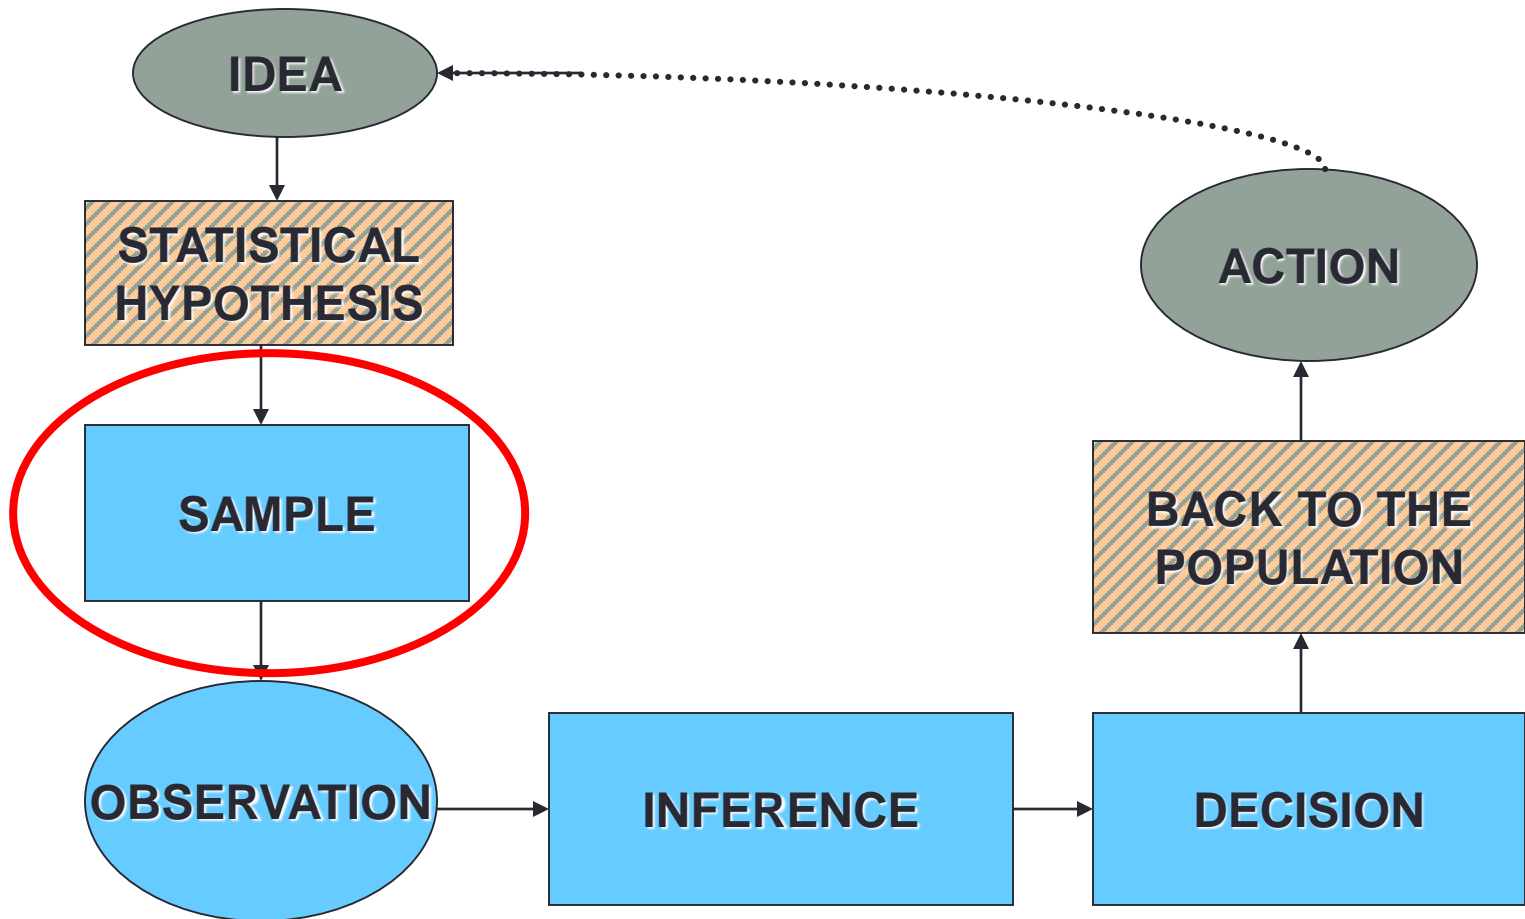 IDEA
STATISTICAL
HYPOTHESIS
SAMPLE
OBSERVATION
INFERENCE
DECISION
BACK TO THE
POPULATION
ACTION